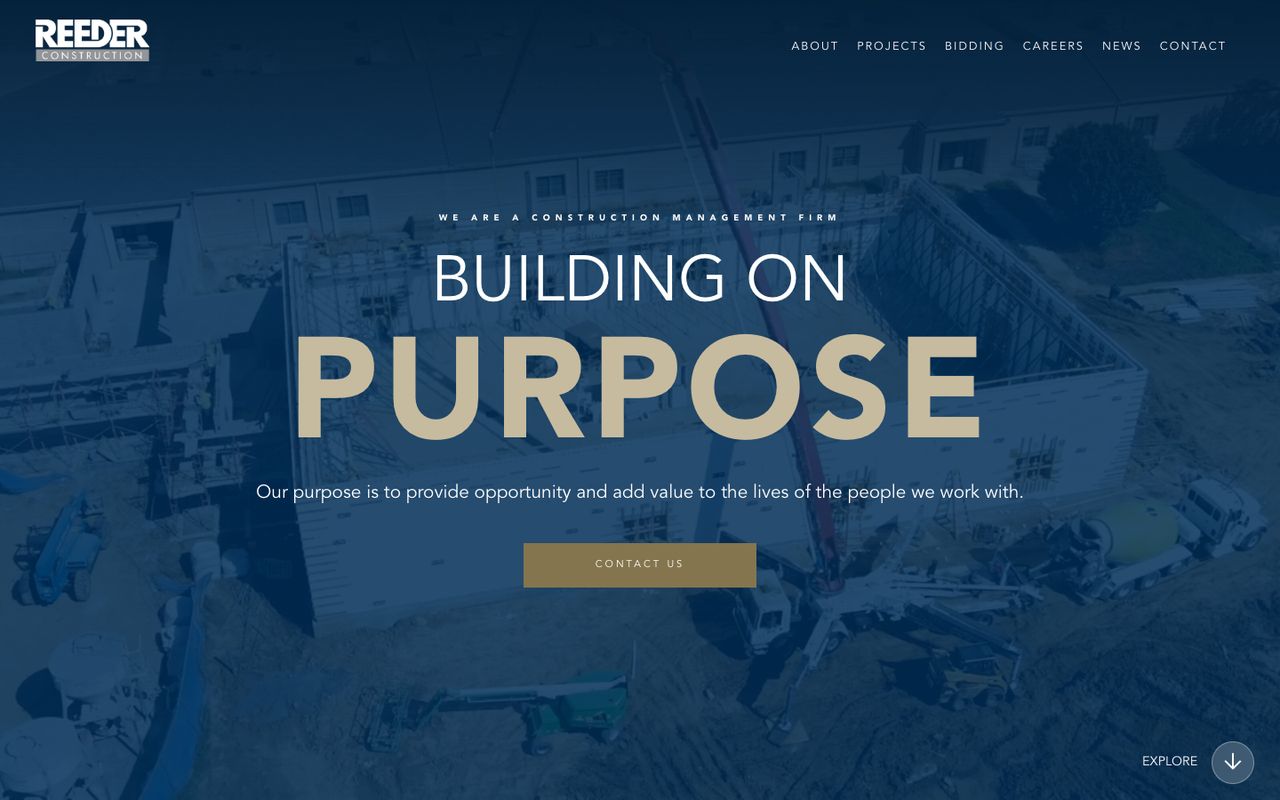 REEDER
CONSTRUCTION
ABOUT PROJECTS BIDDING CAREERS NEWS CONTACT
WE ARE A CONSTRUCTION MANAGEMENT FIRM
BUILDING ON
PURPOSE
Our purpose is to provide opportunity and add value to the lives of the people we work with.
CONTACT US
EXPLORE